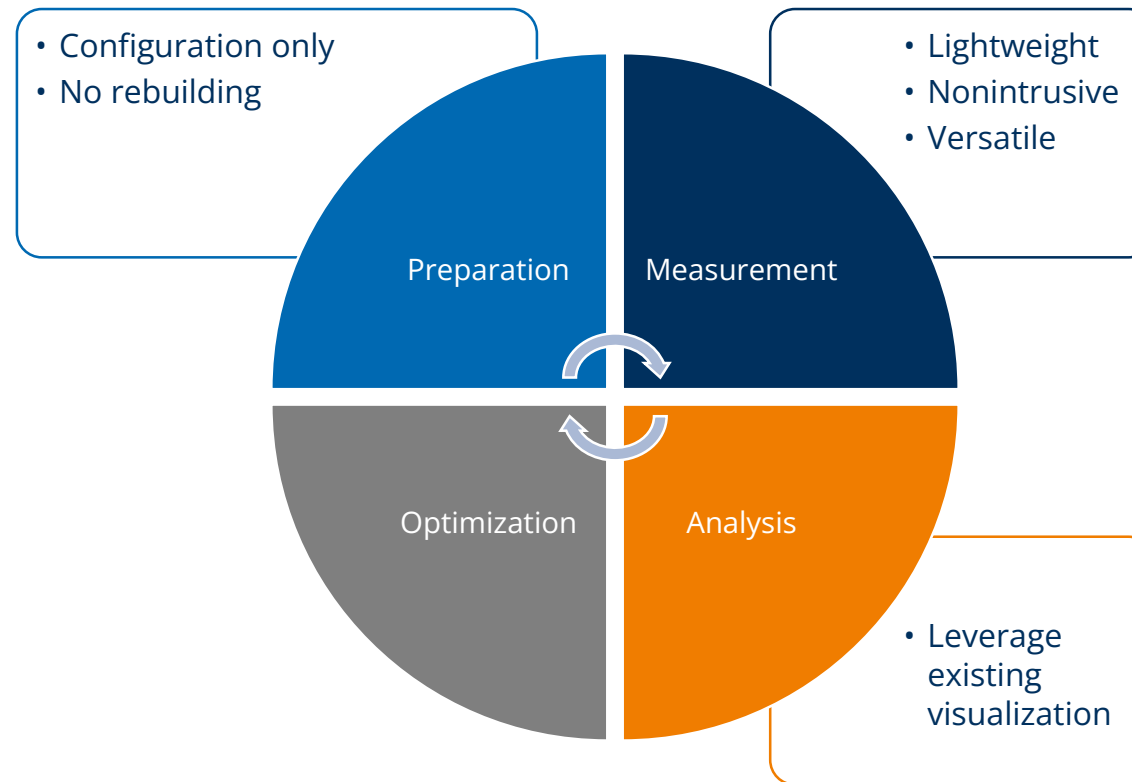 • Configuration only
• No rebuilding
• Lightweight
• Nonintrusive
• Versatile
Preparation
Measurement
Optimization
Analysis
• Leverage
existing
visualization